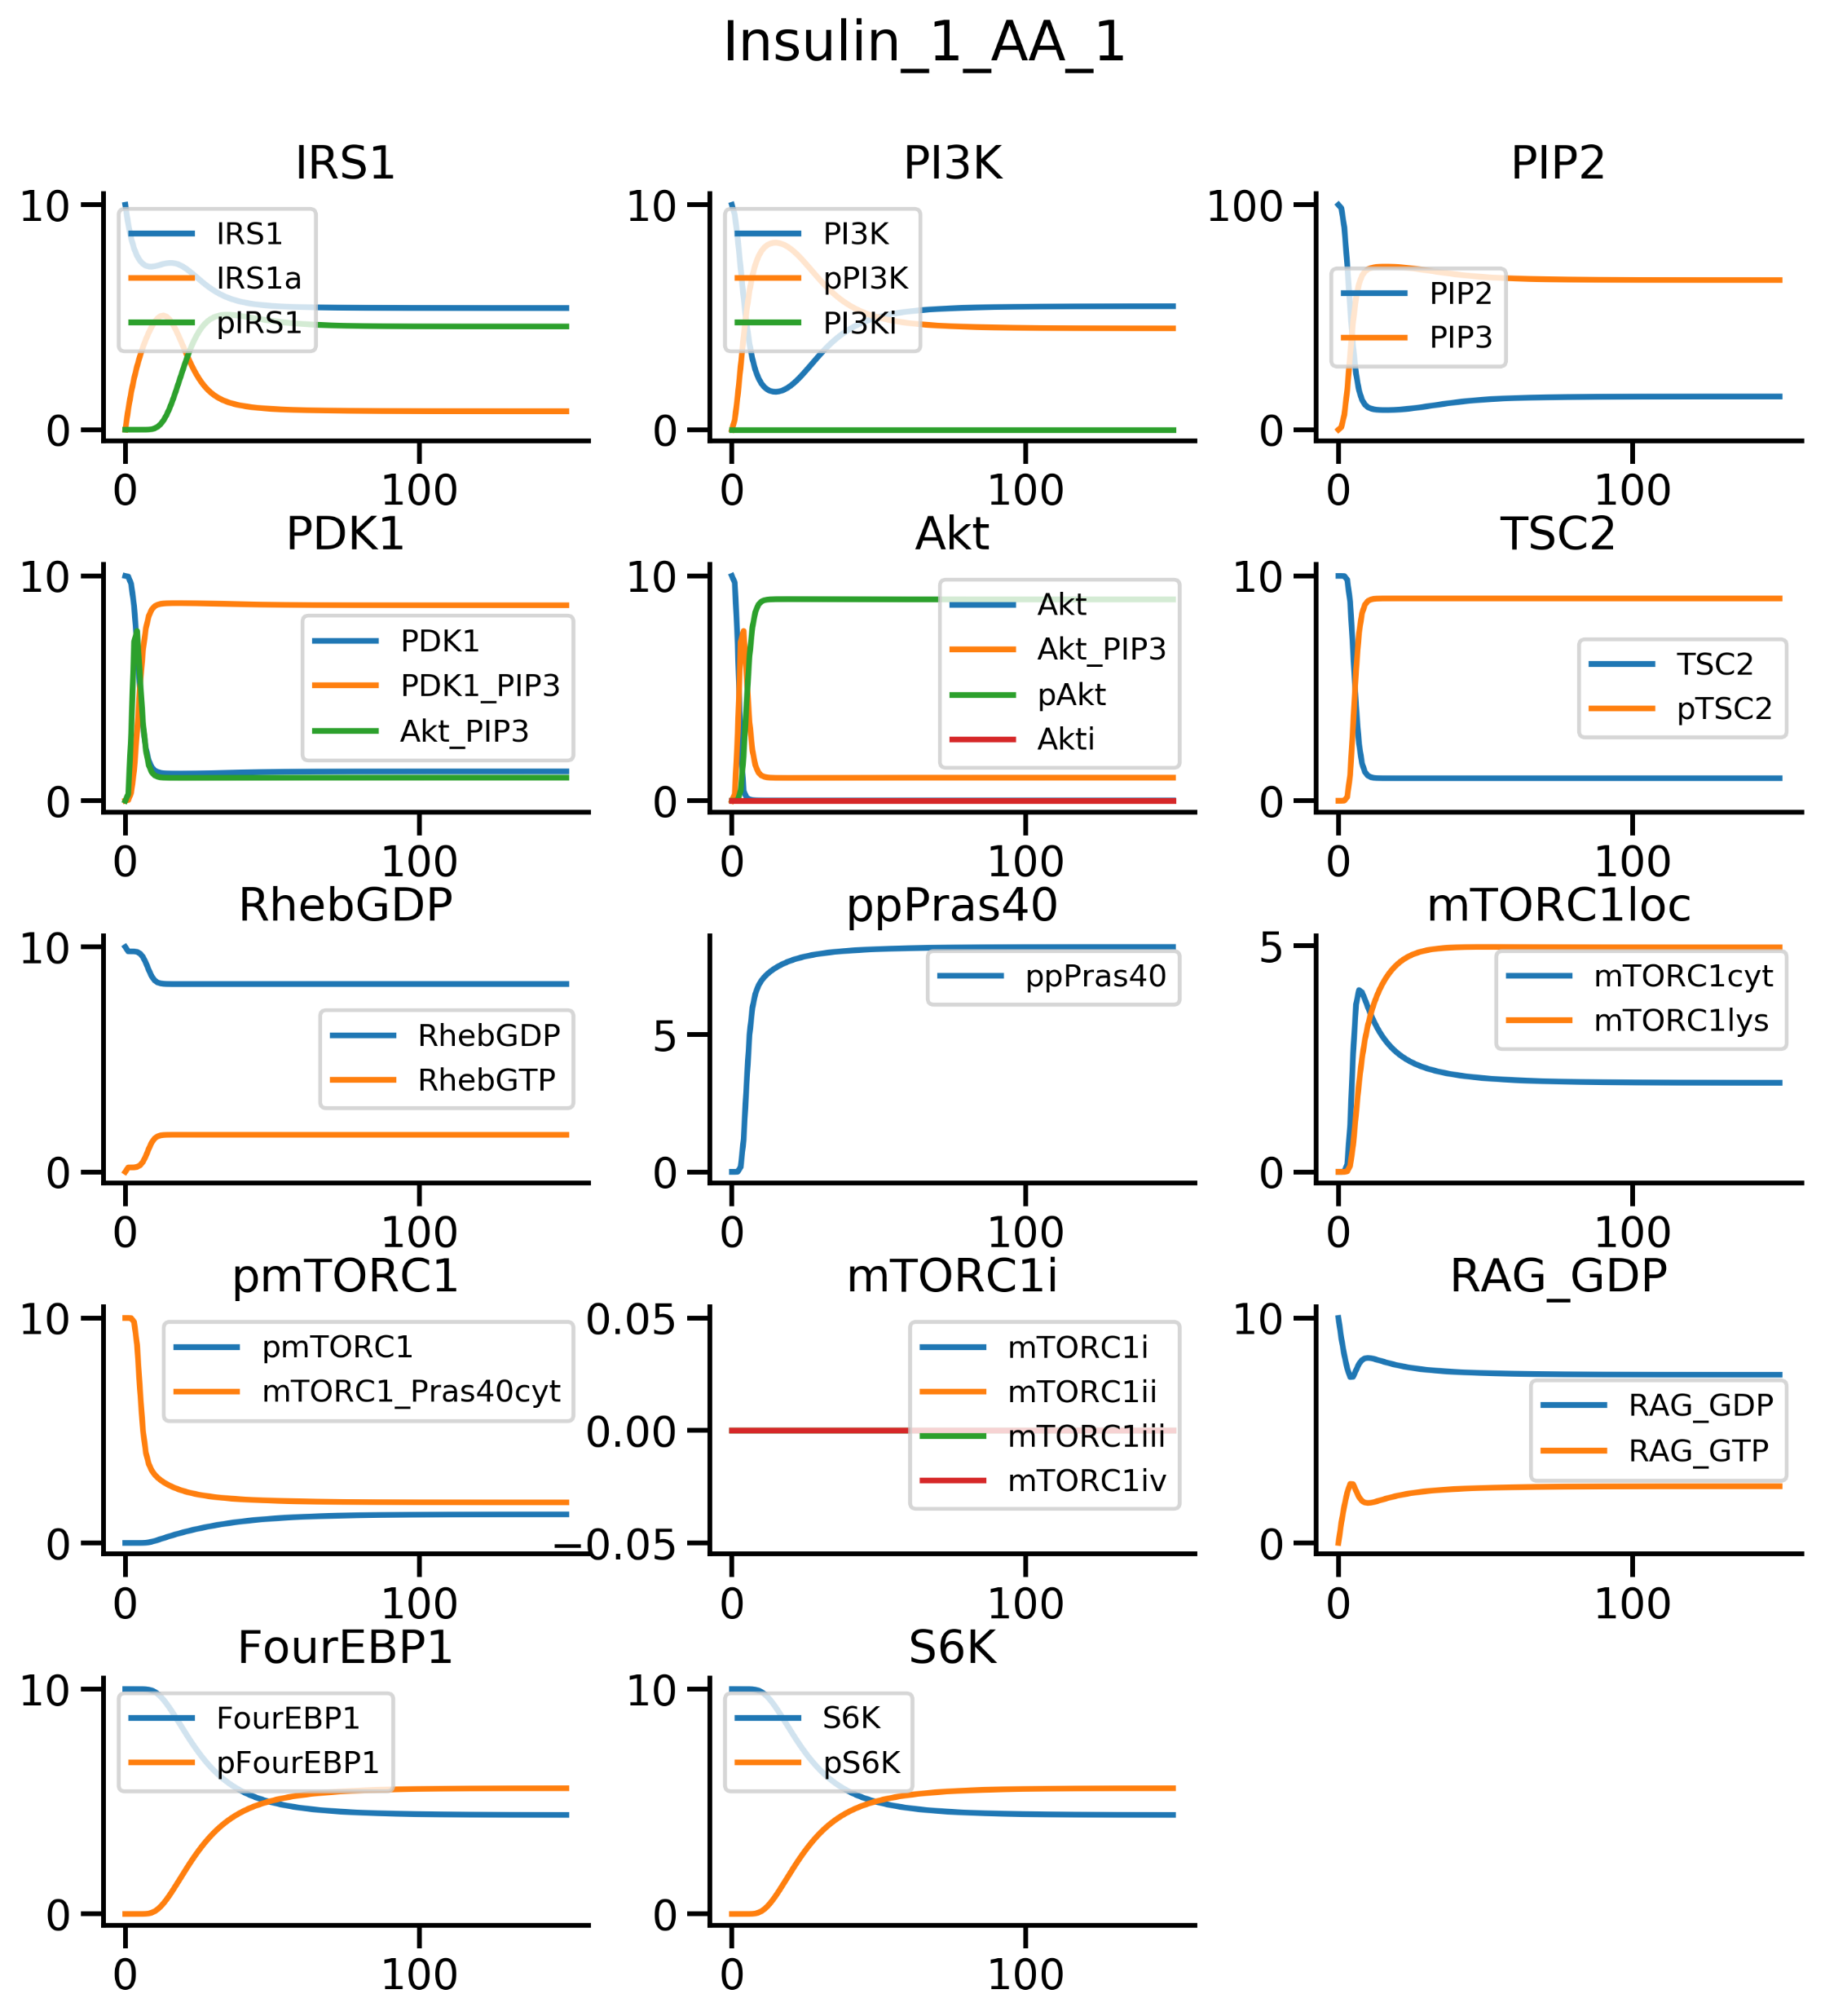 Insulin_1_AA_1
IRS1
10
0
0
100
IRS1
IRS1a
pIRS1
PI3K
10
0
0
100
PI3K
pPI3K
PI3Ki
PIP2
100
0
0
100
PIP2
PIP3
PDK1
10
0
0
100
PDK1
PDK1_PIP3
Akt_PIP3
Akt
10
0
0
100
Akt
Akt_PIP3
pAkt
Akti
TSC2
10
0
0
100
TSC2
pTSC2
RhebGDP
10
0
0
100
RhebGDP
RhebGTP
ppPras40
5
0
0
100
ppPras40
mTORC1loc
5
0
0
100
mTORC1cyt
mTORC1lys
pmTORC1
10
0
0
100
pmTORC1
mTORC1_Pras40cyt
mTORC1i
0.05
0.00
−0.05
0
100
mTORC1i
mTORC1ii
mTORC1iii
mTORC1iv
RAG_GDP
10
0
0
100
RAG_GDP
RAG_GTP
FourEBP1
10
0
0
100
FourEBP1
pFourEBP1
S6K
10
0
0
100
S6K
pS6K